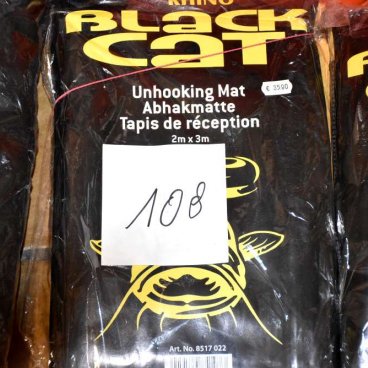 RHINO
BLACK
CAT
Unhooking Mat
Abhakmatte
Tapis de réception
2m x 3m
108
Art. No. 8517 022